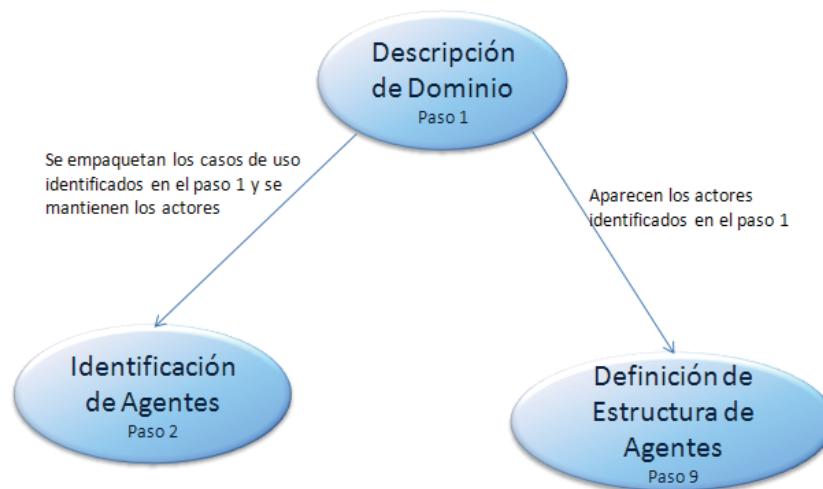 Descripción
de Dominio
Paso 1
Se empaquetan los casos de uso
identificados en el paso 1 y se
mantienen los actores
Aparecen los actores
identificados en el paso 1
Identificación
de Agentes
Paso 2
Definición de
Estructura de
Agentes
Paso 9